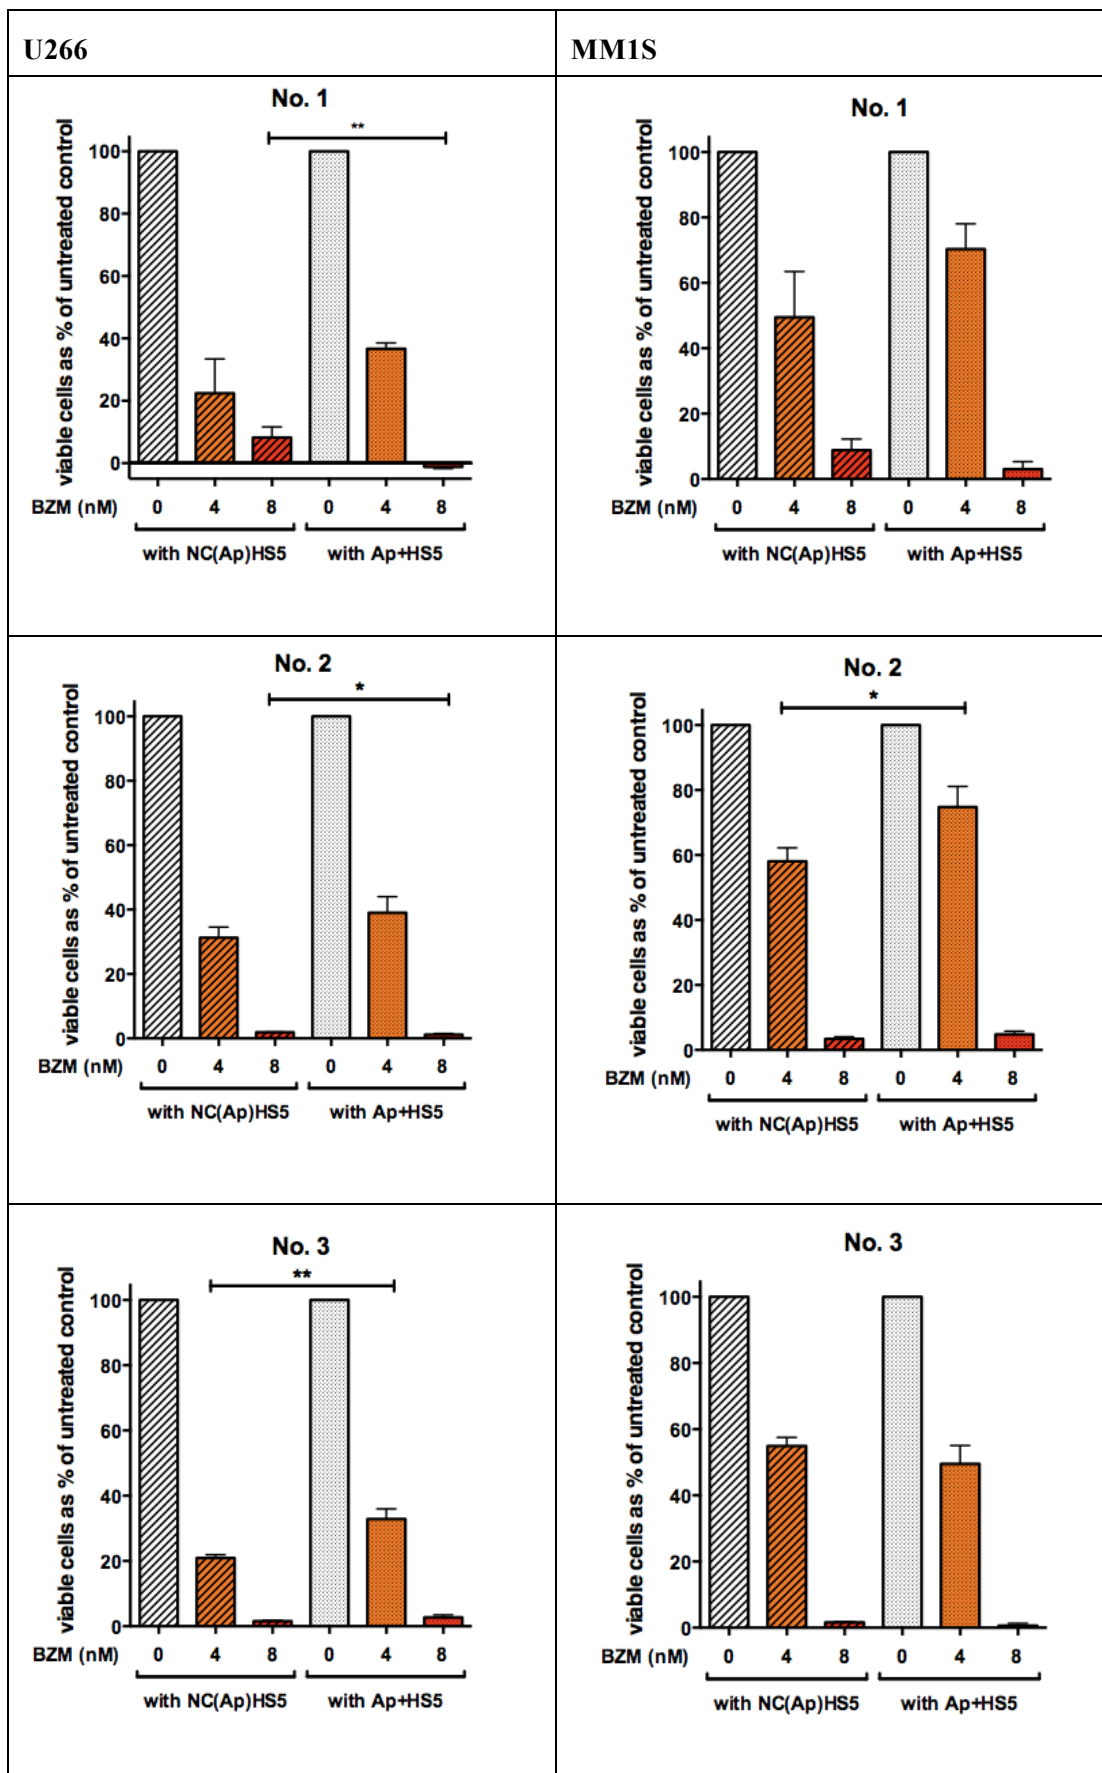 U266
MM1S
No. 1
**
viable cells as % of untreated control
100
80
60
40
20
0
BZM (nM) 0 4 8 0 4 8
with NC(Ap)HS5 with Ap+HS5
No. 1
viable cells as % of untreated control
100
80
60
40
20
0
BZM (nM) 0 4 8 0 4 8
with NC(Ap)HS5 with Ap+HS5
No. 2
*
viable cells as % of untreated control
100
80
60
40
20
0
BZM (nM) 0 4 8 0 4 8
with NC(Ap)HS5 with Ap+HS5
No. 2
*
viable cells as % of untreated control
100
80
60
40
20
0
BZM (nM) 0 4 8 0 4 8
with NC(Ap)HS5 with Ap+HS5
No. 3
**
viable cells as % of untreated control
100
80
60
40
20
0
BZM (nM) 0 4 8 0 4 8
with NC(Ap)HS5 with Ap+HS5
No. 3
viable cells as % of untreated control
100
80
60
40
20
0
BZM (nM) 0 4 8 0 4 8
with NC(Ap)HS5 with Ap+HS5